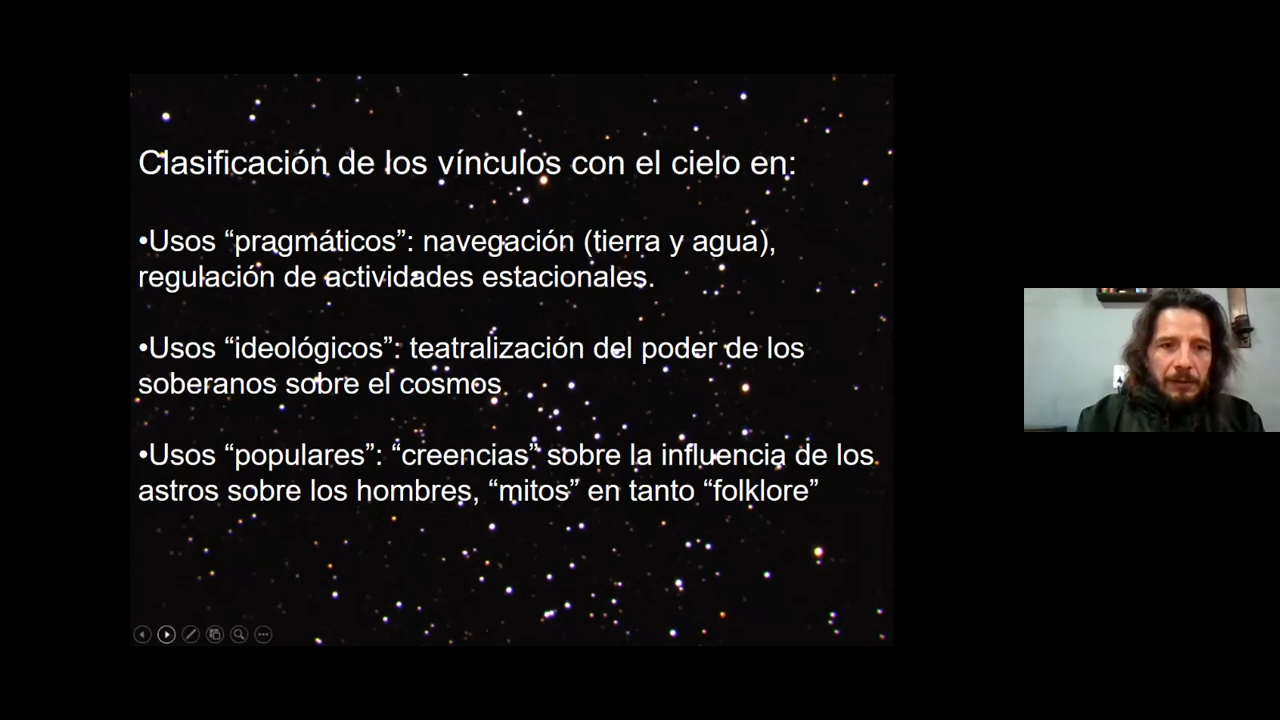 Clasificación de los vínculos con el cielo en:
•Usos “pragmáticos”: navegación (tierra y agua),
regulación de actividades estacionales.
•Usos “ideológicos”: teatralización del poder de los
soberanos sobre el cosmos.
•Usos “populares”: “creencias” sobre la influencia de los
astros sobre los hombres, “mitos” en tanto “folklore”